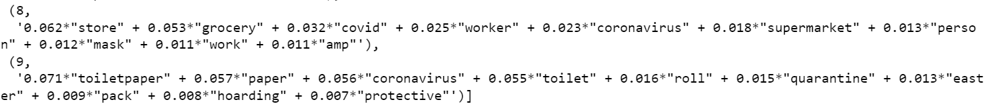 (8,
'0.062*"store" + 0.053*"grocery" + 0.032*"covid" + 0.025*"worker" + 0.023*"coronavirus" + 0.018*"supermarket" + 0.013*"perso
n" + 0.012*"mask" + 0.011*"work" + 0.011*"amp"'),
(9,
'0.071*"toiletpaper" + 0.057*"paper" + 0.056*"coronavirus" + 0.055*"toilet" + 0.016*"roll" + 0.015*"quarantine" + 0.013*"east
er" + 0.009*"pack" + 0.008*"hoarding" + 0.007*"protective"')]